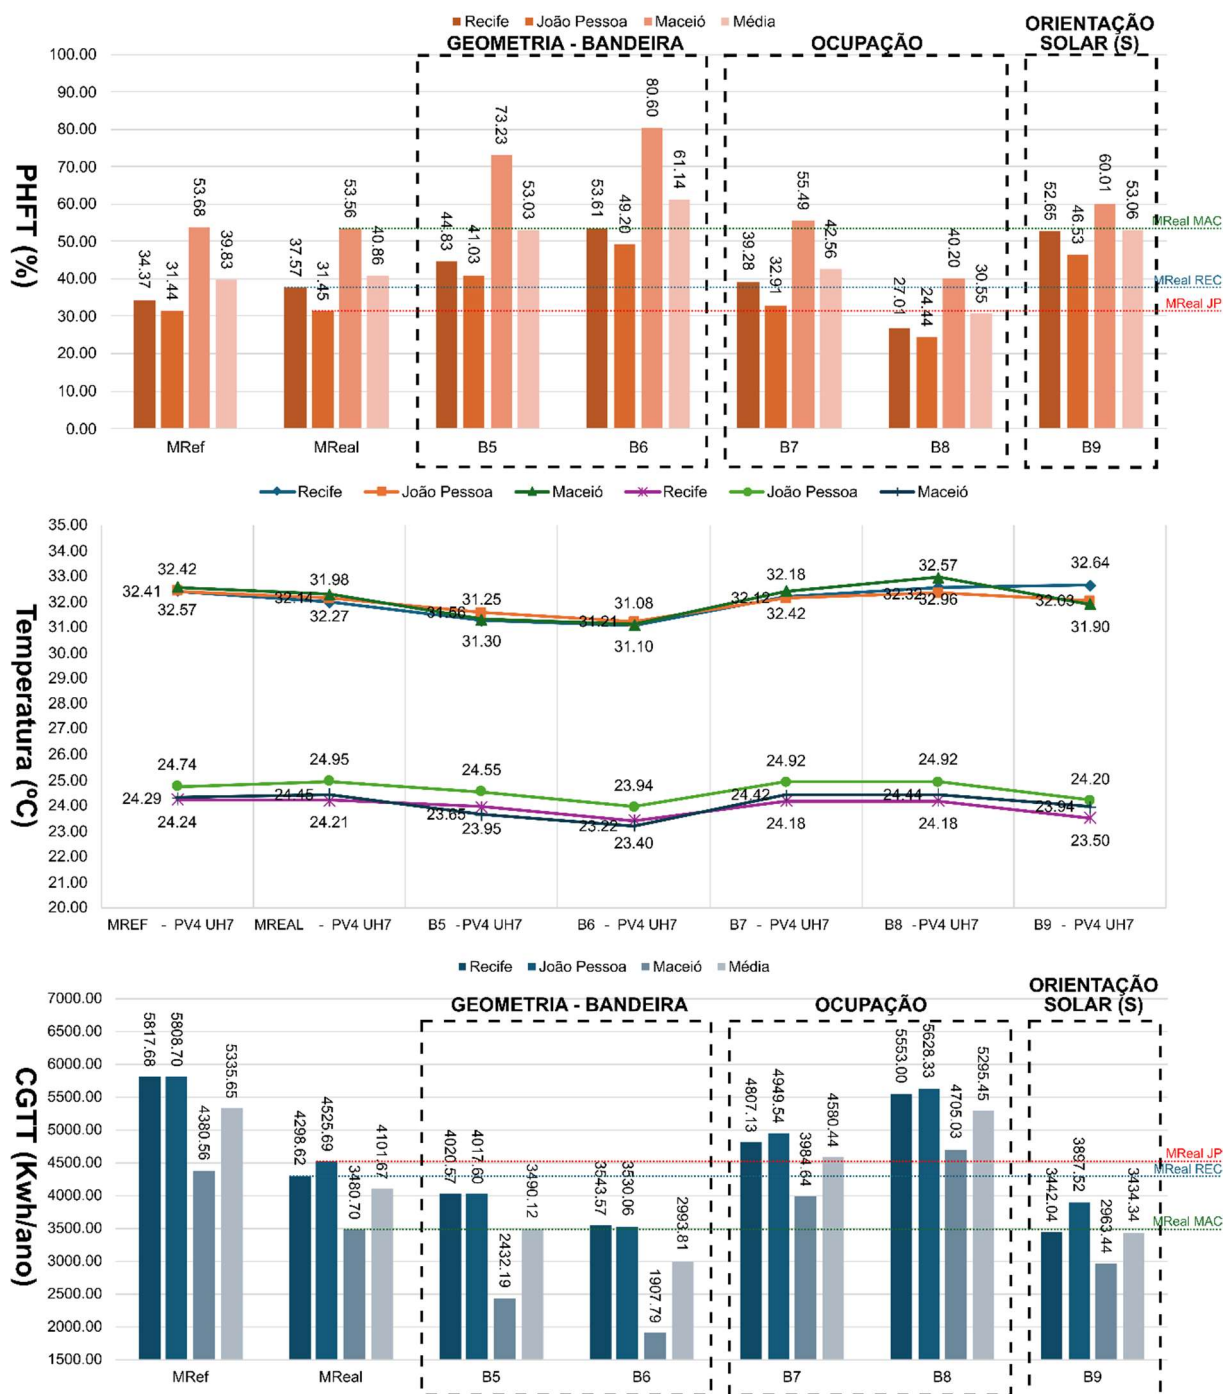 Recife João Pessoa Maceió Média
GEOMETRIA - BANDEIRA
OCUPAÇÃO
ORIENTAÇÃO
SOLAR (S)
PHFT (%)
100.00
90.00
80.00
70.00
60.00
50.00
40.00
30.00
20.00
10.00
0.00
34.37 31.44 53.68 39.83
37.57 31.45 53.56 40.86
44.83 41.03 73.23 53.03
53.61 49.20 80.60 61.14
39.28 32.91 55.49 42.56
27.01 24.44 40.20 30.55
52.65 46.53 60.01 53.06
MReal MAC
MReal REC
MReal JP
MRef MReal B5 B6 B7 B8 B9
Recife João Pessoa Maceió Recife João Pessoa Maceió
Temperatura (ºC)
35.00
34.00
33.00
32.00
31.00
30.00
29.00
28.00
27.00
26.00
25.00
24.00
23.00
22.00
21.00
20.00
32.42 31.98 31.25 31.08 32.18 32.57 32.64
32.41 32.14 31.56 31.21 32.12 32.32 32.03
32.57 32.27 31.30 31.10 32.42 32.96 31.90
24.74 24.95 24.55 23.94 24.92 24.92 24.20
24.29 24.45 23.65 23.22 24.42 24.44 23.94
24.24 24.21 23.95 23.40 24.18 24.18 23.50
MREF - PV4 UH7 MREAL - PV4 UH7 B5 - PV4 UH7 B6 - PV4 UH7 B7 - PV4 UH7 B8 - PV4 UH7 B9 - PV4 UH7
Recife João Pessoa Maceió Média
GEOMETRIA - BANDEIRA
OCUPAÇÃO
ORIENTAÇÃO
SOLAR (S)
CGTT (Kwh/ano)
7000.00
6500.00
6000.00
5500.00
5000.00
4500.00
4000.00
3500.00
3000.00
2500.00
2000.00
1500.00
5817.68 5808.70 4380.56 5335.65
4298.62 4525.69 3480.70 4101.67
4020.57 4017.60 2432.19 3490.12
3543.57 3530.06 1907.79 2993.81
4807.13 4949.54 3984.64 4580.44
5553.00 5628.33 4705.03 5295.45
3442.04 3897.52 2963.44 3434.34
MReal JP
MReal REC
MReal MAC
MRef MReal B5 B6 B7 B8 B9